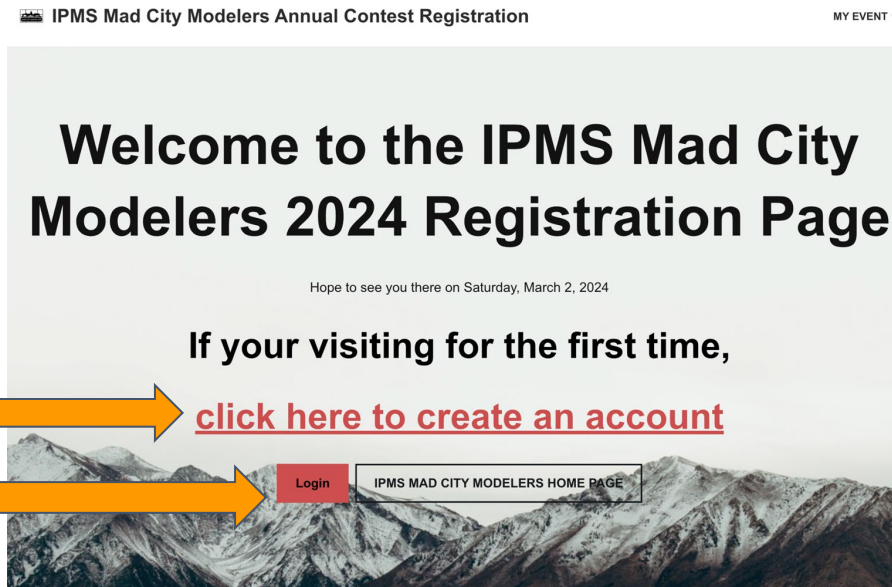 IPMS Mad City Modelers Annual Contest Registration
MY EVENT
Welcome to the IPMS Mad City
Modelers 2024 Registration Page
Hope to see you there on Saturday, March 2, 2024
If your visiting for the first time,
click here to create an account
Login
IPMS MAD CITY MODELERS HOME PAGE